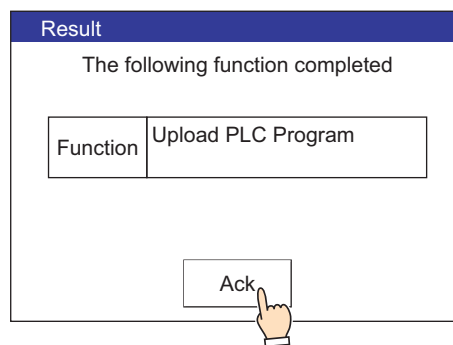 Result
The following function completed
Function
Upload PLC Program
Ack